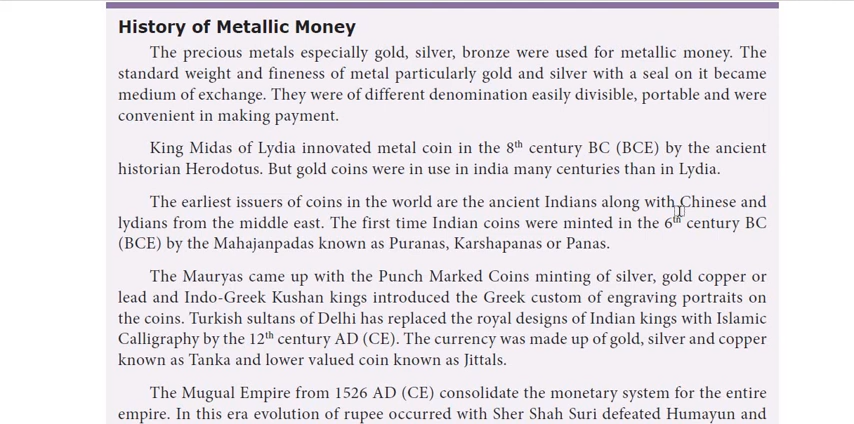 History of Metallic Money
The precious metals especially gold, silver, bronze were used for metallic money. The
standard weight and fineness of metal particularly gold and silver with a seal on it became
medium of exchange. They were of different denomination easily divisible, portable and were
convenient in making payment.
King Midas of Lydia innovated metal coin in the 8th century BC (BCE) by the ancient
historian Herodotus. But gold coins were in use in india many centuries than in Lydia.
The earliest issuers of coins in the world are the ancient Indians along with Chinese and
lydians from the middle east. The first time Indian coins were minted in the 6th century BC
(BCE) by the Mahajanpadas known as Puranas, Karshapanas or Panas.
The Mauryas came up with the Punch Marked Coins minting of silver, gold copper or
lead and Indo-Greek Kushan kings introduced the Greek custom of engraving portraits on
the coins. Turkish sultans of Delhi has replaced the royal designs of Indian kings with Islamic
Calligraphy by the 12th century AD (CE). The currency was made up of gold, silver and copper
known as Tanka and lower valued coin known as Jittals.
The Mugual Empire from 1526 AD (CE) consolidate the monetary system for the entire
empire. In this era evolution of rupee occurred with Sher Shah Suri defeated Humayun and